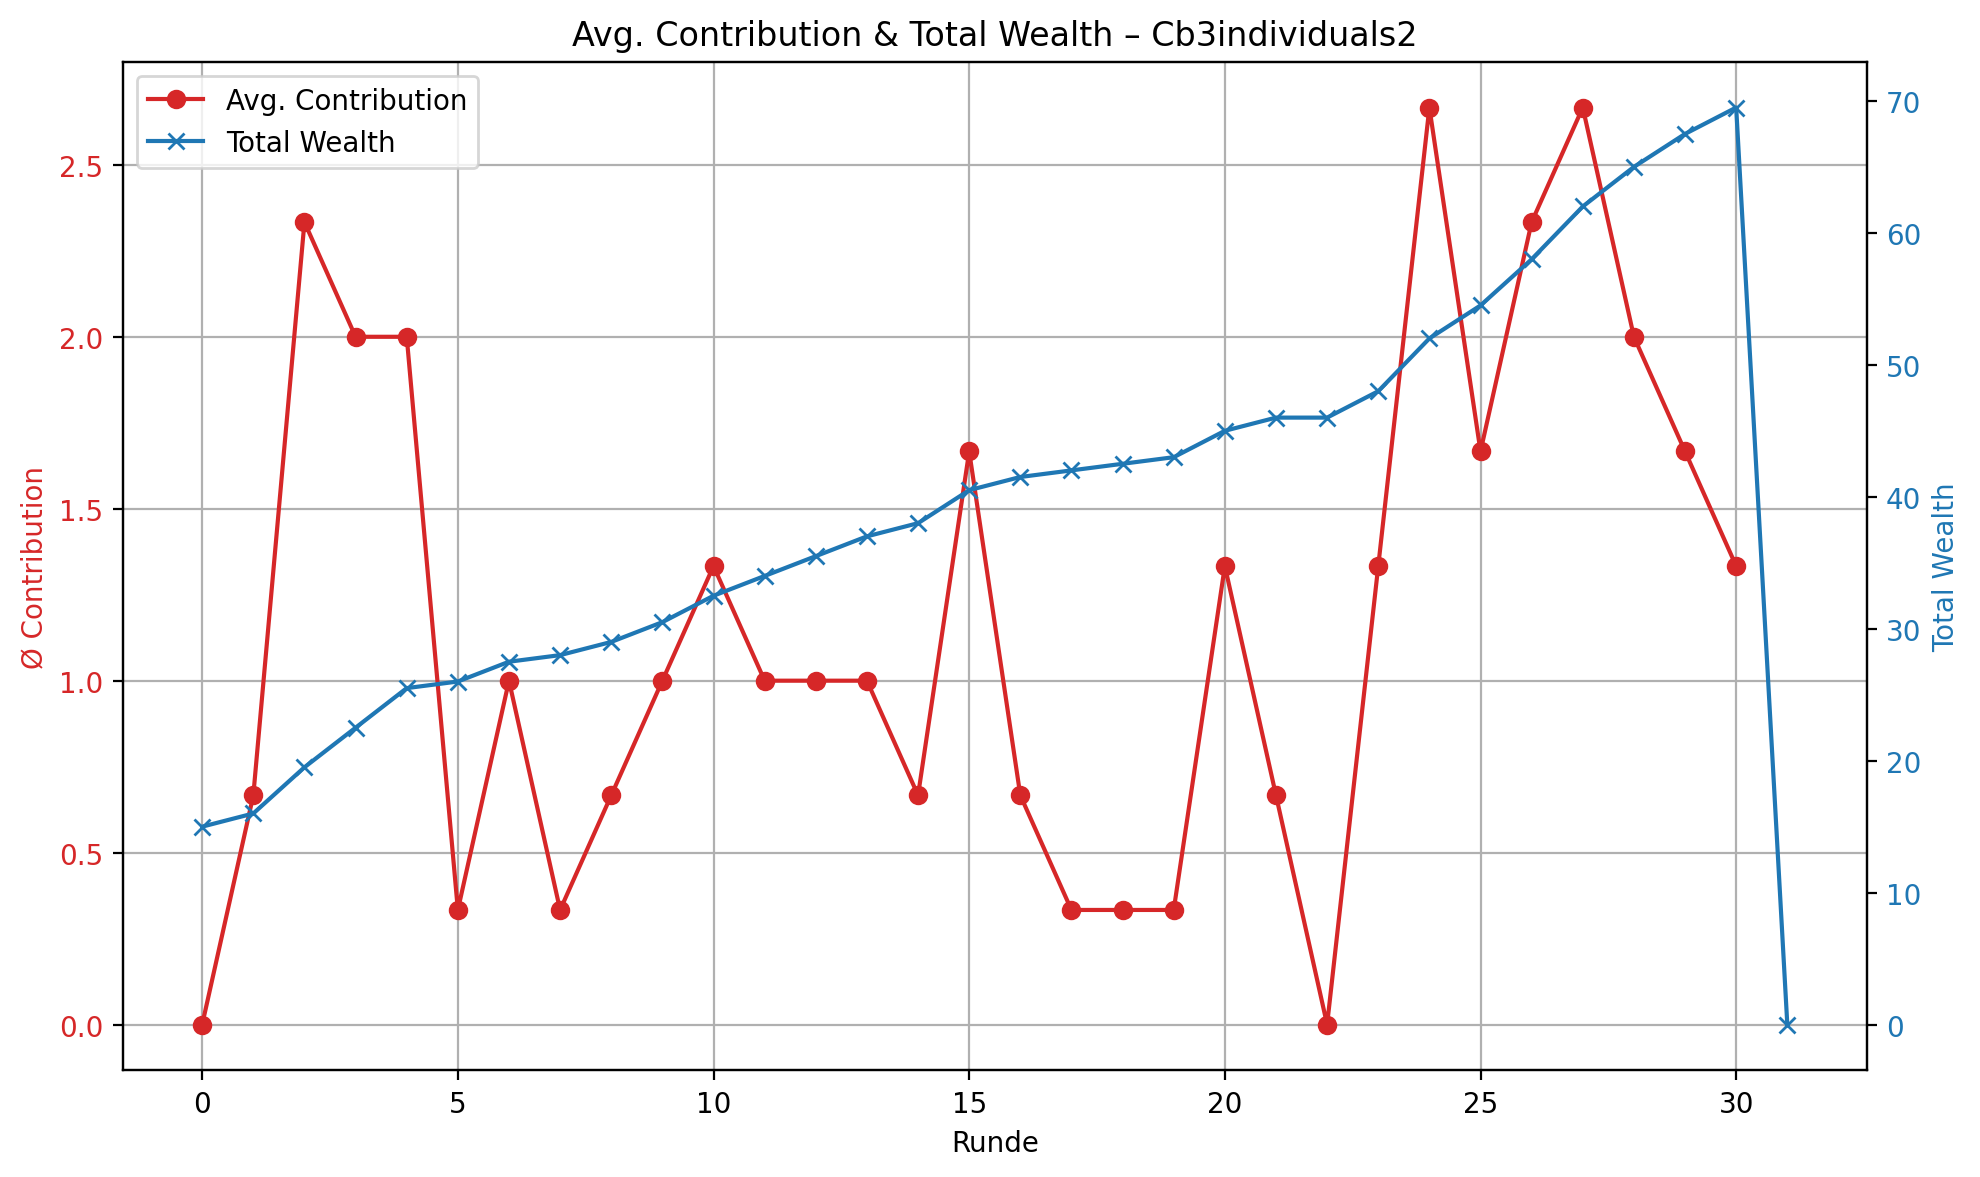 Avg. Contribution & Total Wealth – Cb3individuals2
Avg. Contribution
Total Wealth
Ø Contribution
2.5
2.0
1.5
1.0
0.5
0.0
70
60
50
40
30
20
10
0
Total Wealth
0 5 10 15 20 25 30
Runde